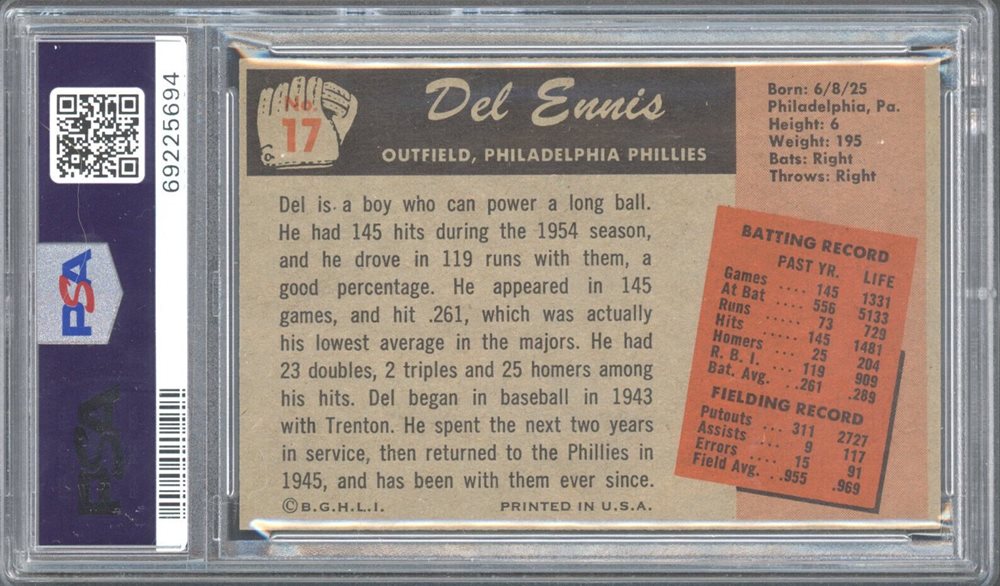 No.
17
Del Ennis
OUTFIELD, PHILADELPHIA PHILLIES
Born: 6/8/25
Philadelphia, Pa.
Height: 6
Weight: 195
Bats: Right
Throws: Right
Del is a boy who can power a long ball.
He had 145 hits during the 1954 season,
and he drove in 119 runs with them, a
good percentage. He appeared in 145
games, and hit .261, which was actually
his lowest average in the majors. He had
23 doubles, 2 triples and 25 homers among
his hits. Del began in baseball in 1943
with Trenton. He spent the next two years
in service, then returned to the Phillies in
1945, and has been with them ever since.
©B.G.H.L.I. PRINTED IN U.S.A.
BATTING RECORD
PAST YR. LIFE
Games .... 145 1331
At Bat .... 556 5133
Runs ..... 73 729
Hits ..... 145 1481
Homers ... 25 204
R. B. I. .... 119 909
Bat. Avg. . .261 .289
FIELDING RECORD
Putouts ... 311 2727
Assists .... 9 117
Errors .... 15 91
Field Avg. . .955 .969
69225694
PSA
PSA